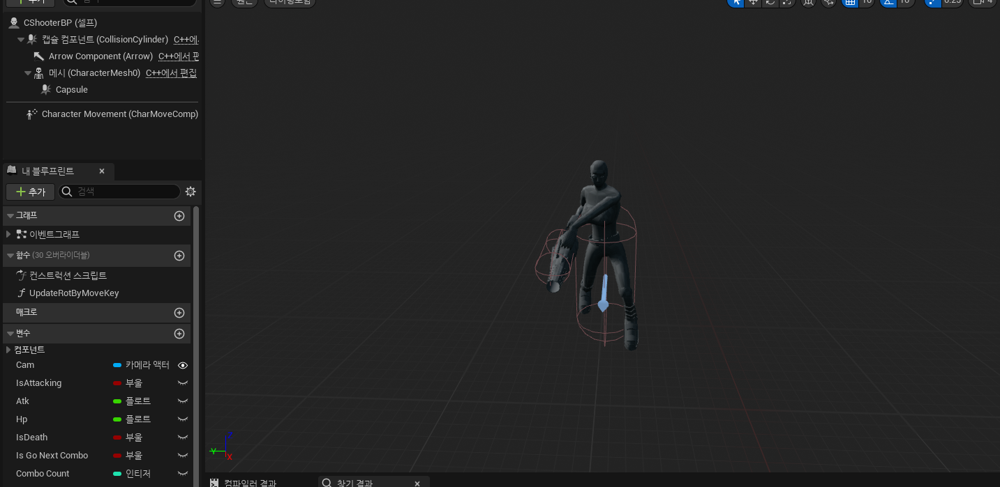 추가
CShooterBP (셀프)
캡슐 컴포넌트 (CollisionCylinder) C++에.
Arrow Component (Arrow) C++에서 편
메시 (CharacterMesh0) C++에서 편집
Capsule
Character Movement (CharMoveComp)
내 블루프린트
추가 검색
그래프
이벤트그래프
함수 (30 오버라이더블)
컨스트럭션 스크립트
UpdateRotByMoveKey
매크로
변수
컴포넌트
Cam 카메라 액터
IsAttacking 부울
Atk 플로트
Hp 플로트
IsDeath 부울
Is Go Next Combo 부울
Combo Count 인티저
10 10 0.25 4
Z
Y
X
컴파일러 결과 찾기 결과